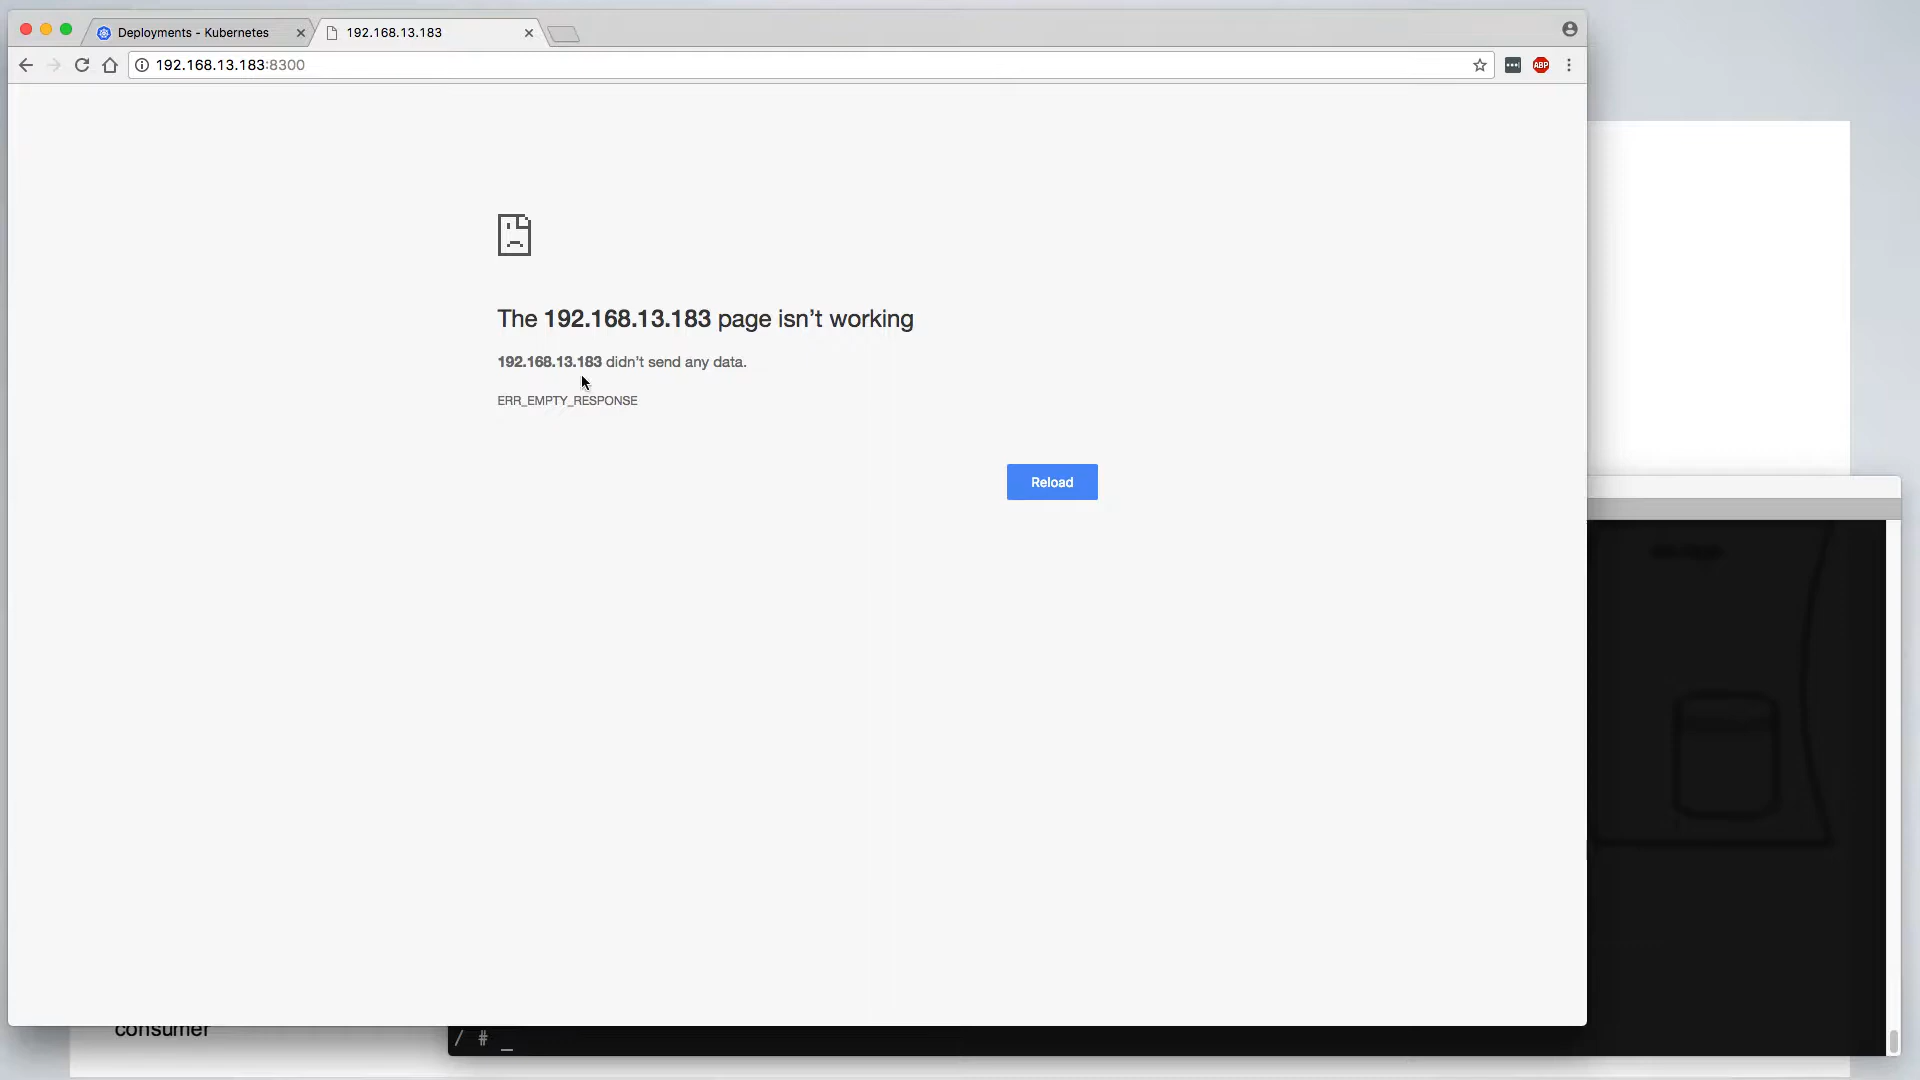 Deployments - Kubernetes
192.168.13.183
192.168.13.183:8300
ABP
The 192.168.13.183 page isn’t working
192.168.13.183 didn’t send any data.
ERR_EMPTY_RESPONSE
Reload
consumer
/ # _